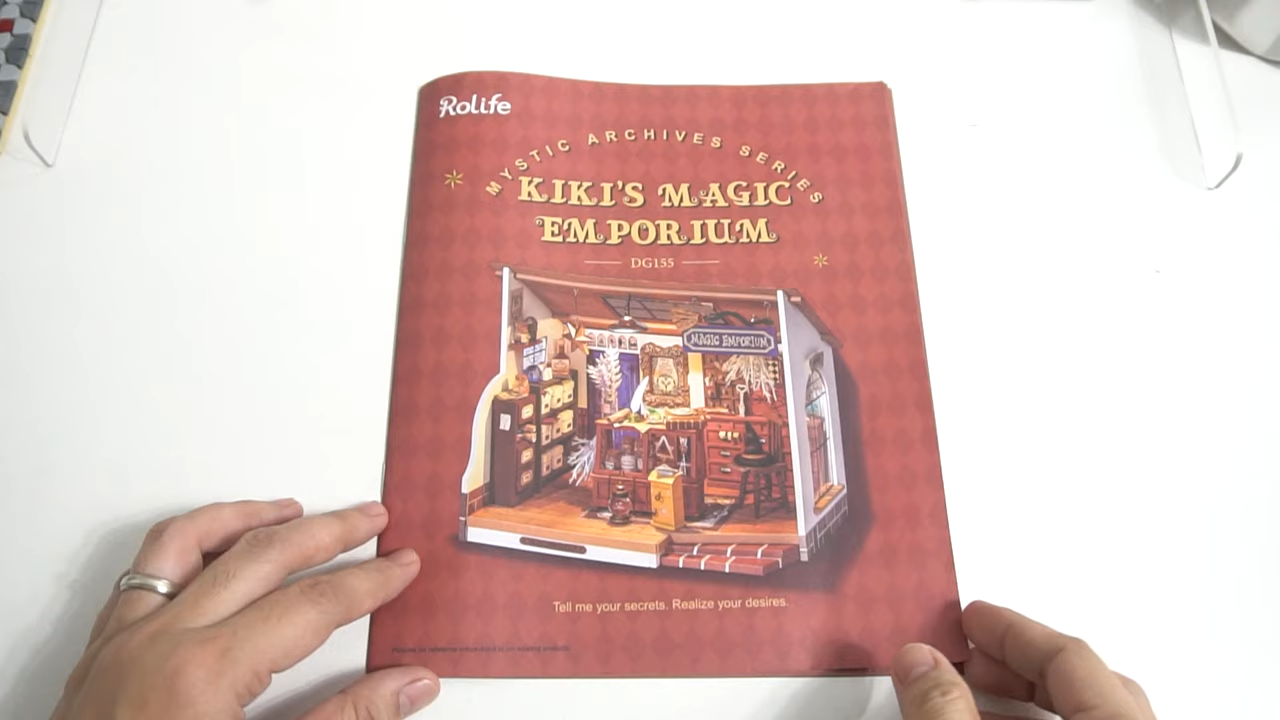 Rolife
MYSTIC ARCHIVES SERIES
KIKI'S MAGIC
EMPORIUM
DG155
MAGIC EMPORIUM
Tell me your secrets. Realize your desires.